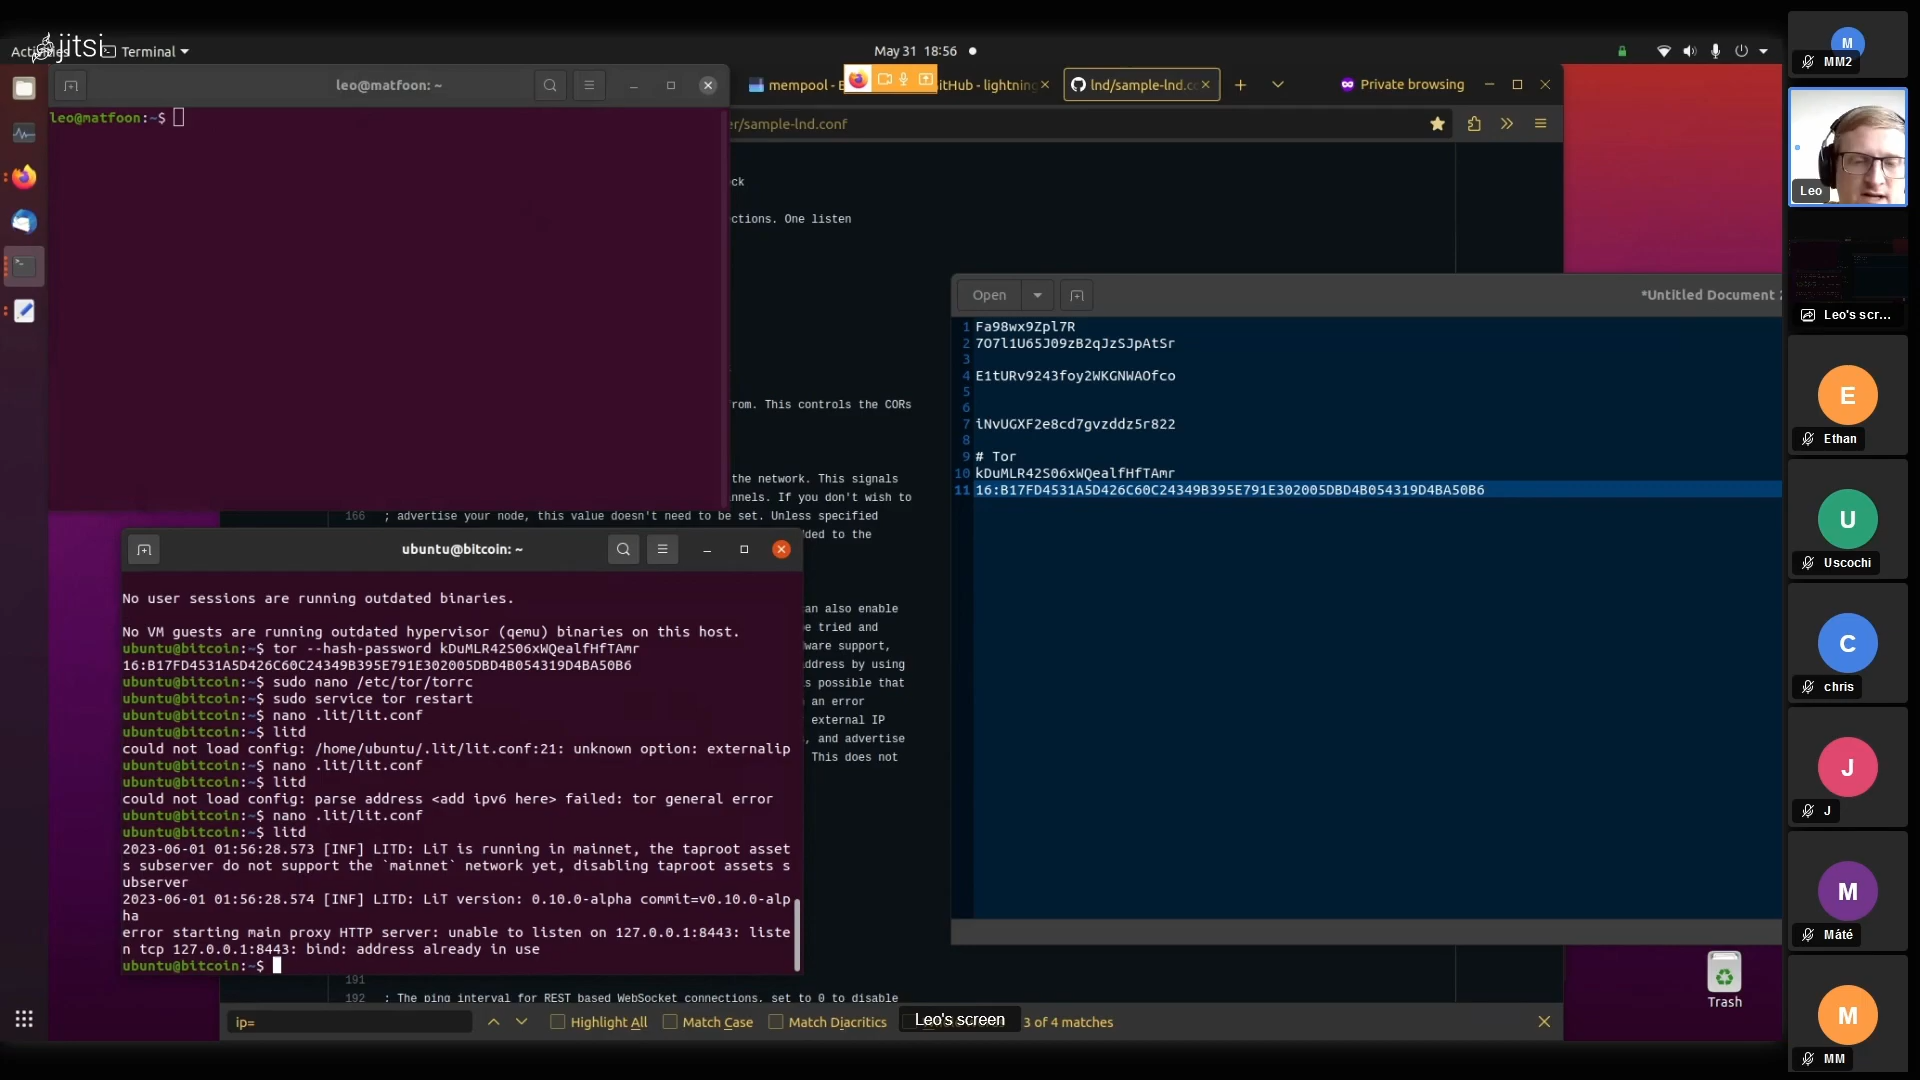 jitsi
Activities
Terminal
May 31 18:56
leo@matfoon: ~
leo@matfoon:~$
mempool -
itHub - lightning
lnd/sample-lnd.cc
Private browsing
er/sample-lnd.conf
ck
ctions. One listen
rom. This controls the CORs
the network. This signals
nnels. If you don't wish to
166 ; advertise your node, this value doesn't need to be set. Unless specified
ded to the
Open
*Untitled Document 2
1 Fa98wx9Zpl7R
2 7O7l1U65J09zB2qJzSJpAtSr
3
4 E1tURv9243foy2WKGNWAOfco
5
6
7 iNvUGXF2e8cd7gvzddz5r822
8
9 # Tor
10 kDuMLR42S06xWQealfHfTAmr
11 16:B17FD4531A5D426C60C24349B395E791E302005DBD4B054319D4BA50B6
ubuntu@bitcoin: ~
No user sessions are running outdated binaries.
No VM guests are running outdated hypervisor (qemu) binaries on this host.
ubuntu@bitcoin:~$ tor --hash-password kDuMLR42S06xWQealfHfTAmr
16:B17FD4531A5D426C60C24349B395E791E302005DBD4B054319D4BA50B6
ubuntu@bitcoin:~$ sudo nano /etc/tor/torrc
ubuntu@bitcoin:~$ sudo service tor restart
ubuntu@bitcoin:~$ nano .lit/lit.conf
ubuntu@bitcoin:~$ litd
could not load config: /home/ubuntu/.lit/lit.conf:21: unknown option: externalip
ubuntu@bitcoin:~$ nano .lit/lit.conf
ubuntu@bitcoin:~$ litd
could not load config: parse address <add ipv6 here> failed: tor general error
ubuntu@bitcoin:~$ nano .lit/lit.conf
ubuntu@bitcoin:~$ litd
2023-06-01 01:56:28.573 [INF] LITD: LiT is running in mainnet, the taproot asset
s subserver do not support the `mainnet` network yet, disabling taproot assets s
ubserver
2023-06-01 01:56:28.574 [INF] LITD: LiT version: 0.10.0-alpha commit=v0.10.0-alp
ha
error starting main proxy HTTP server: unable to listen on 127.0.0.1:8443: liste
n tcp 127.0.0.1:8443: bind: address already in use
ubuntu@bitcoin:~$
an also enable
e tried and
ware support,
ddress by using
s possible that
an error
external IP
, and advertise
This does not
191
192 ; The ping interval for REST based WebSocket connections, set to 0 to disable
ip=
Highlight All
Match Case
Match Diacritics
Leo's screen
3 of 4 matches
Trash
M
MM2
Leo
Leo's scr...
E
Ethan
U
Uscochi
C
chris
J
J
M
Máté
M
MM